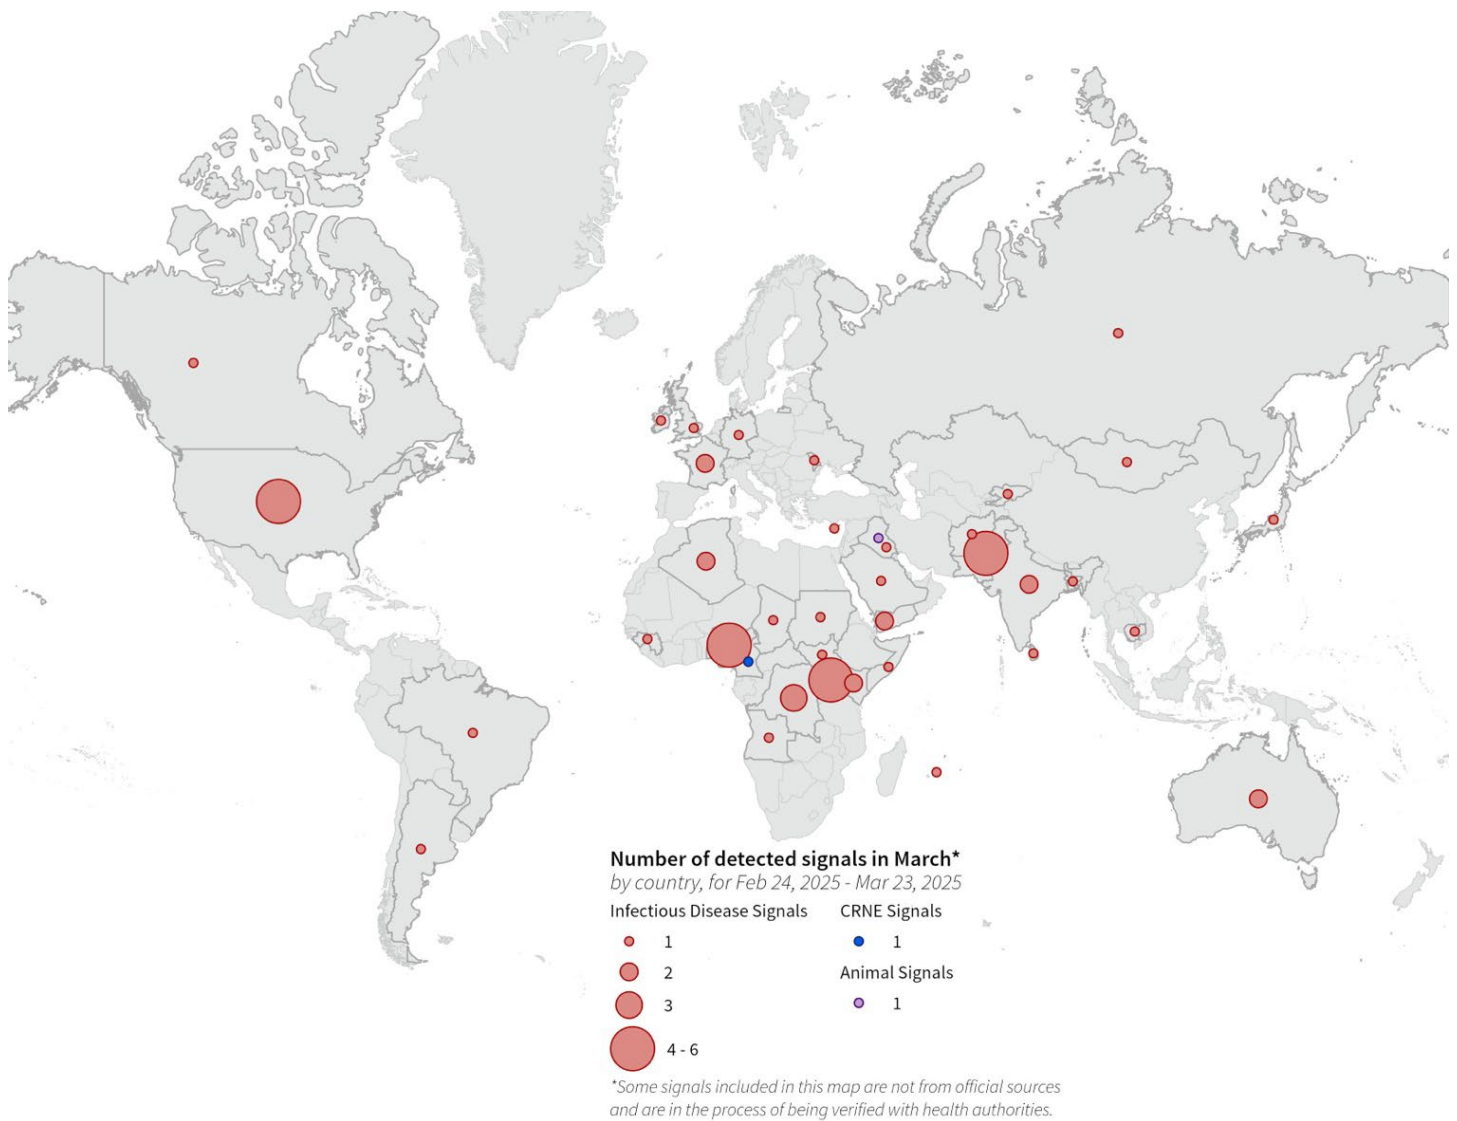 Number of detected signals in March*
by country, for Feb 24, 2025 - Mar 23, 2025
Infectious Disease Signals
1
2
3
4 - 6
CRNE Signals
1
Animal Signals
1
*Some signals included in this map are not from official sources
and are in the process of being verified with health authorities.